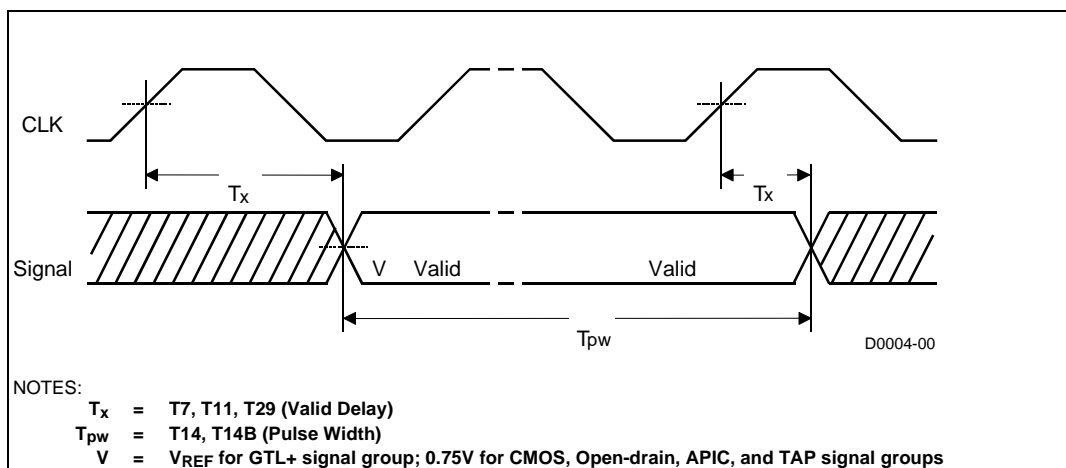 CLK
Tx
Tx
Signal
V Valid
Valid
Tpw
D0004-00
NOTES:
Tx = T7, T11, T29 (Valid Delay)
Tpw = T14, T14B (Pulse Width)
V = VREF for GTL+ signal group; 0.75V for CMOS, Open-drain, APIC, and TAP signal groups